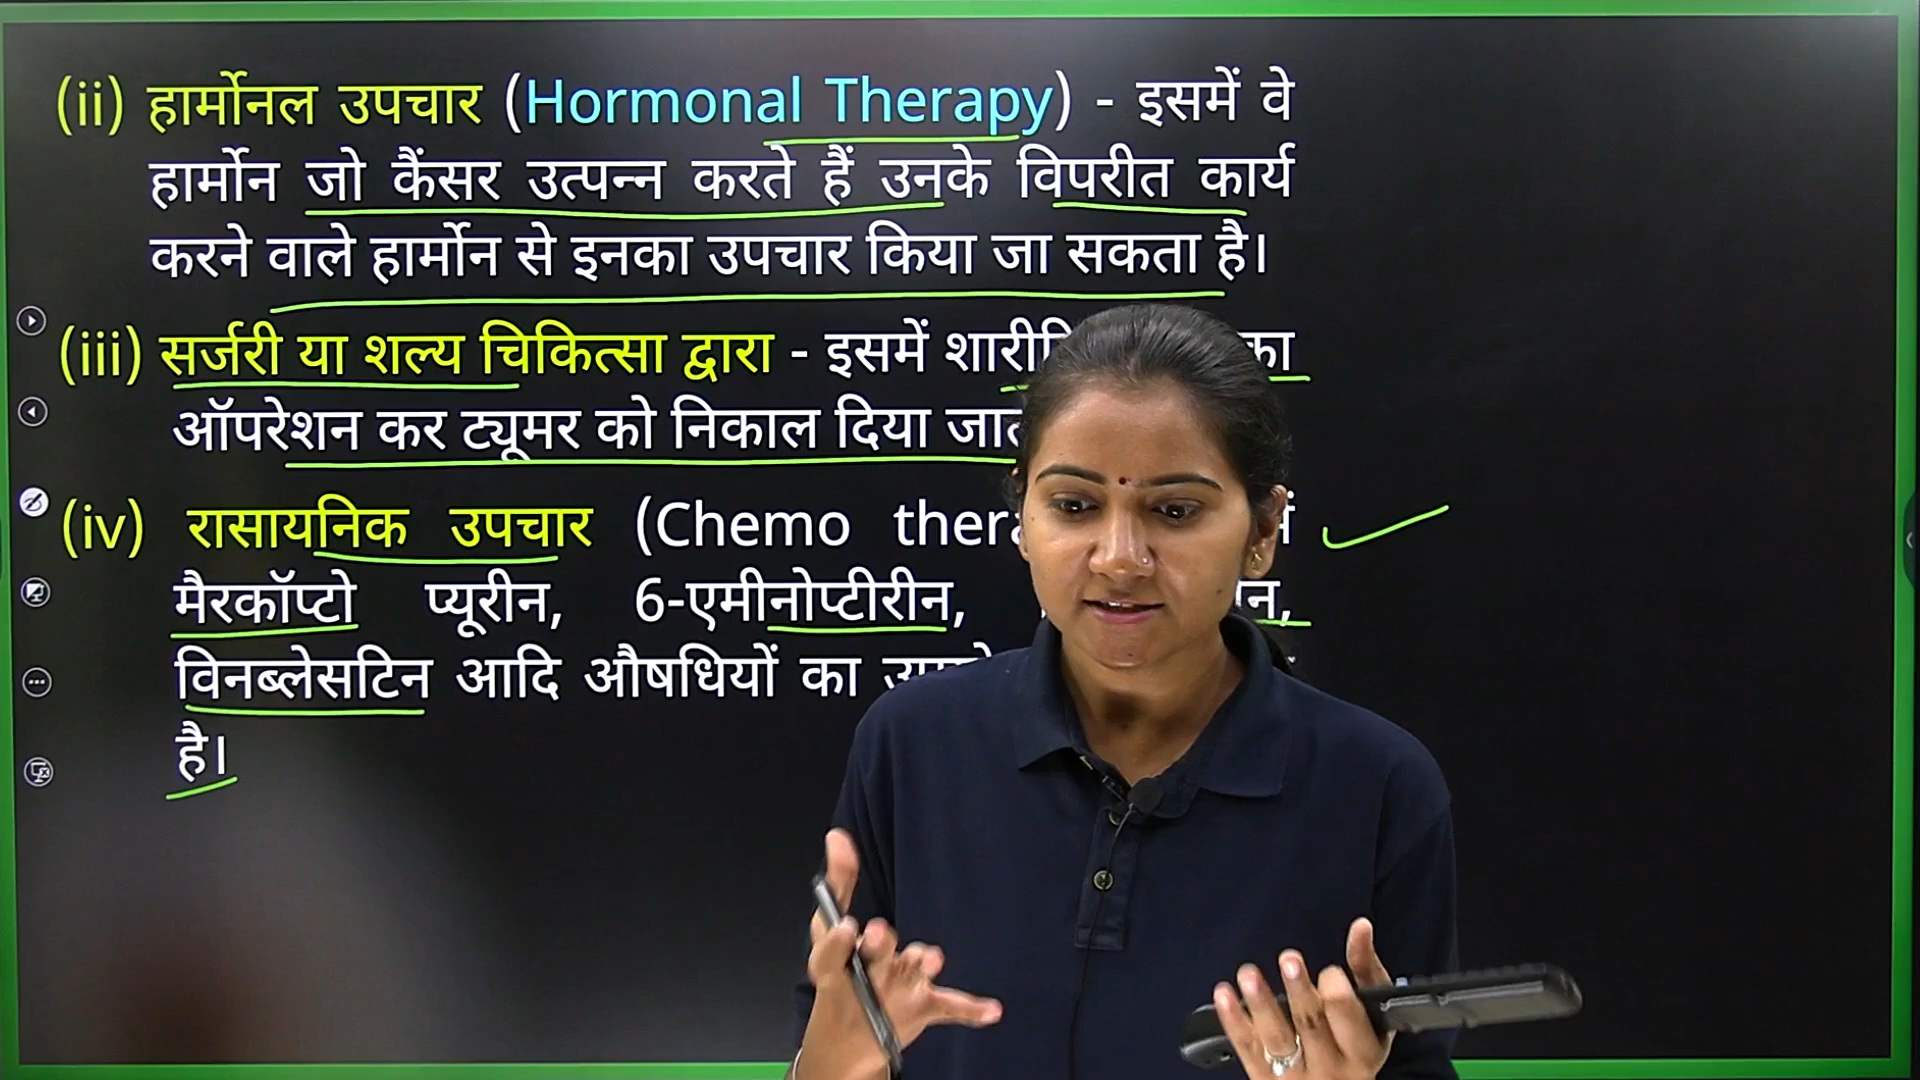 (ii) हार्मोनल उपचार (Hormonal Therapy) - इसमें वे
हार्मोन जो कैंसर उत्पन्न करते हैं उनके विपरीत कार्य
करने वाले हार्मोन से इनका उपचार किया जा सकता है।
(iii) सर्जरी या शल्य चिकित्सा द्वारा - इसमें का
ऑपरेशन कर ट्यूमर को निकाल दिया
(iv) रासायनिक उपचार (Chemo
मैरकॉप्टो प्यूरीन, 6-एमीनोप्टीरीन,
विनब्लेसटिन आदि औषधियों का
है।